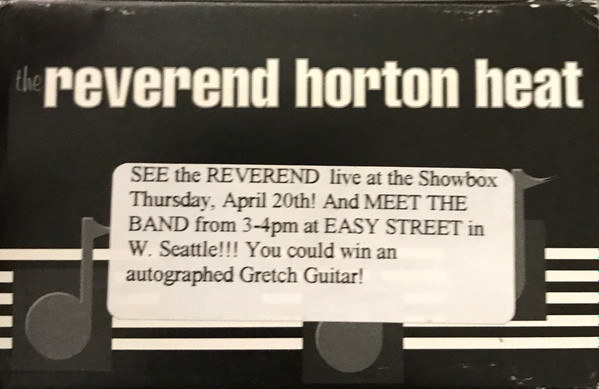 the reverend horton heat
SEE the REVEREND live at the Showbox
Thursday, April 20th! And MEET THE
BAND from 3-4pm at EASY STREET in
W. Seattle!!! You could win an
autographed Gretch Guitar!